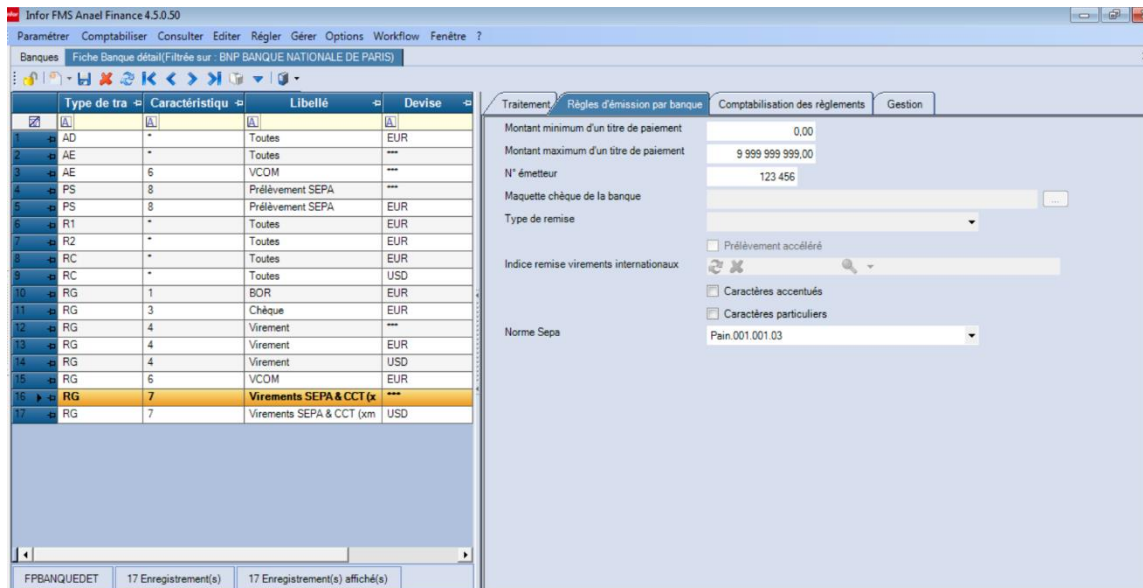 Infor FMS Anael Finance 4.5.0.50
Paramétrer Comptabiliser Consulter Editer Régler Gérer Options Workflow Fenêtre ?
Banques Fiche Banque détail(Filtrée sur : BNP BANQUE NATIONALE DE PARIS)
Type de tra Caractéristiqu Libellé Devise
1 AD * Toutes EUR
2 AE * Toutes ***
3 AE 6 VCOM ***
4 PS 8 Prélèvement SEPA ***
5 PS 8 Prélèvement SEPA EUR
6 R1 * Toutes EUR
7 R2 * Toutes EUR
8 RC * Toutes EUR
9 RC * Toutes USD
10 RG 1 BOR EUR
11 RG 3 Chèque EUR
12 RG 4 Virement ***
13 RG 4 Virement EUR
14 RG 4 Virement USD
15 RG 6 VCOM EUR
16 RG 7 Virements SEPA & CCT (x ***
17 RG 7 Virements SEPA & CCT (xm USD
FPBANQUEDET 17 Enregistrement(s) 17 Enregistrement(s) affiché(s)
Traitement Règles d'émission par banque Comptabilisation des règlements Gestion
Montant minimum d'un titre de paiement 0,00
Montant maximum d'un titre de paiement 9 999 999 999,00
N° émetteur 123 456
Maquette chèque de la banque ...
Type de remise
Prélèvement accéléré
Indice remise virements internationaux
Caractères accentués
Caractères particuliers
Norme Sepa Pain.001.001.03